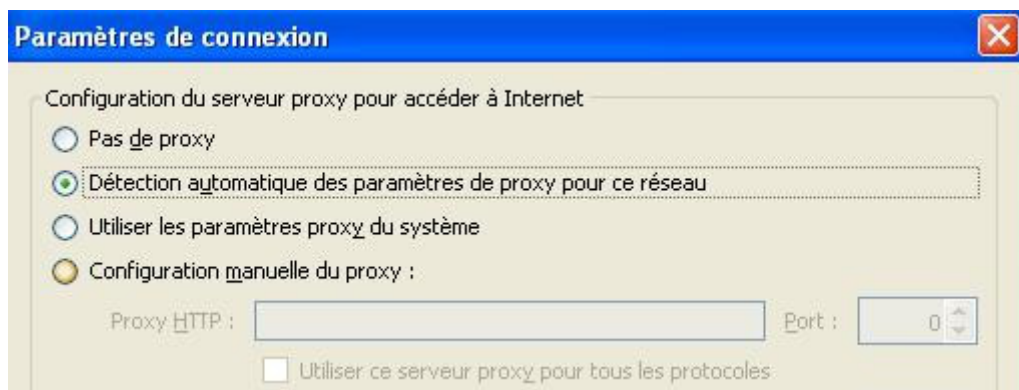 Paramètres de connexion
Configuration du serveur proxy pour accéder à Internet
Pas de proxy
Détection automatique des paramètres de proxy pour ce réseau
Utiliser les paramètres proxy du système
Configuration manuelle du proxy :
Proxy HTTP : Port : 0
Utiliser ce serveur proxy pour tous les protocoles